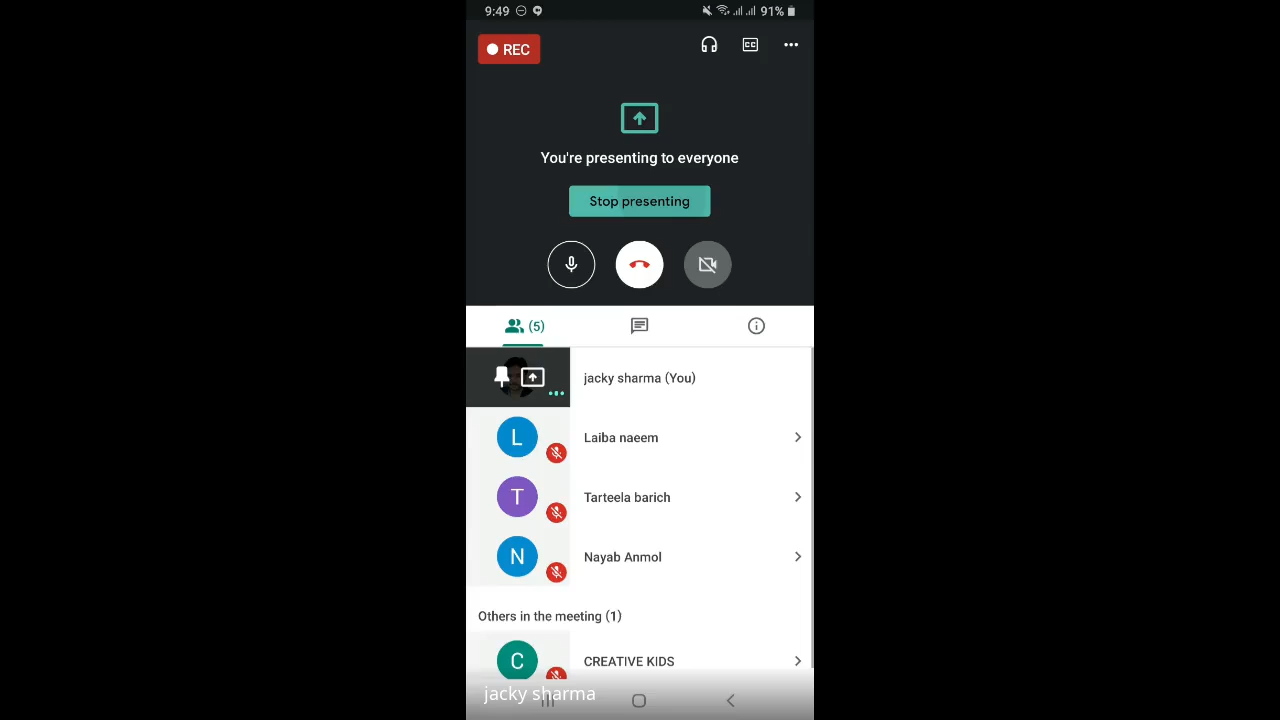 9:49 91%
REC CC
You're presenting to everyone
Stop presenting
(5)
jacky sharma (You)
L Laiba naeem
T Tarteela barich
N Nayab Anmol
Others in the meeting (1)
C CREATIVE KIDS
jacky sharma